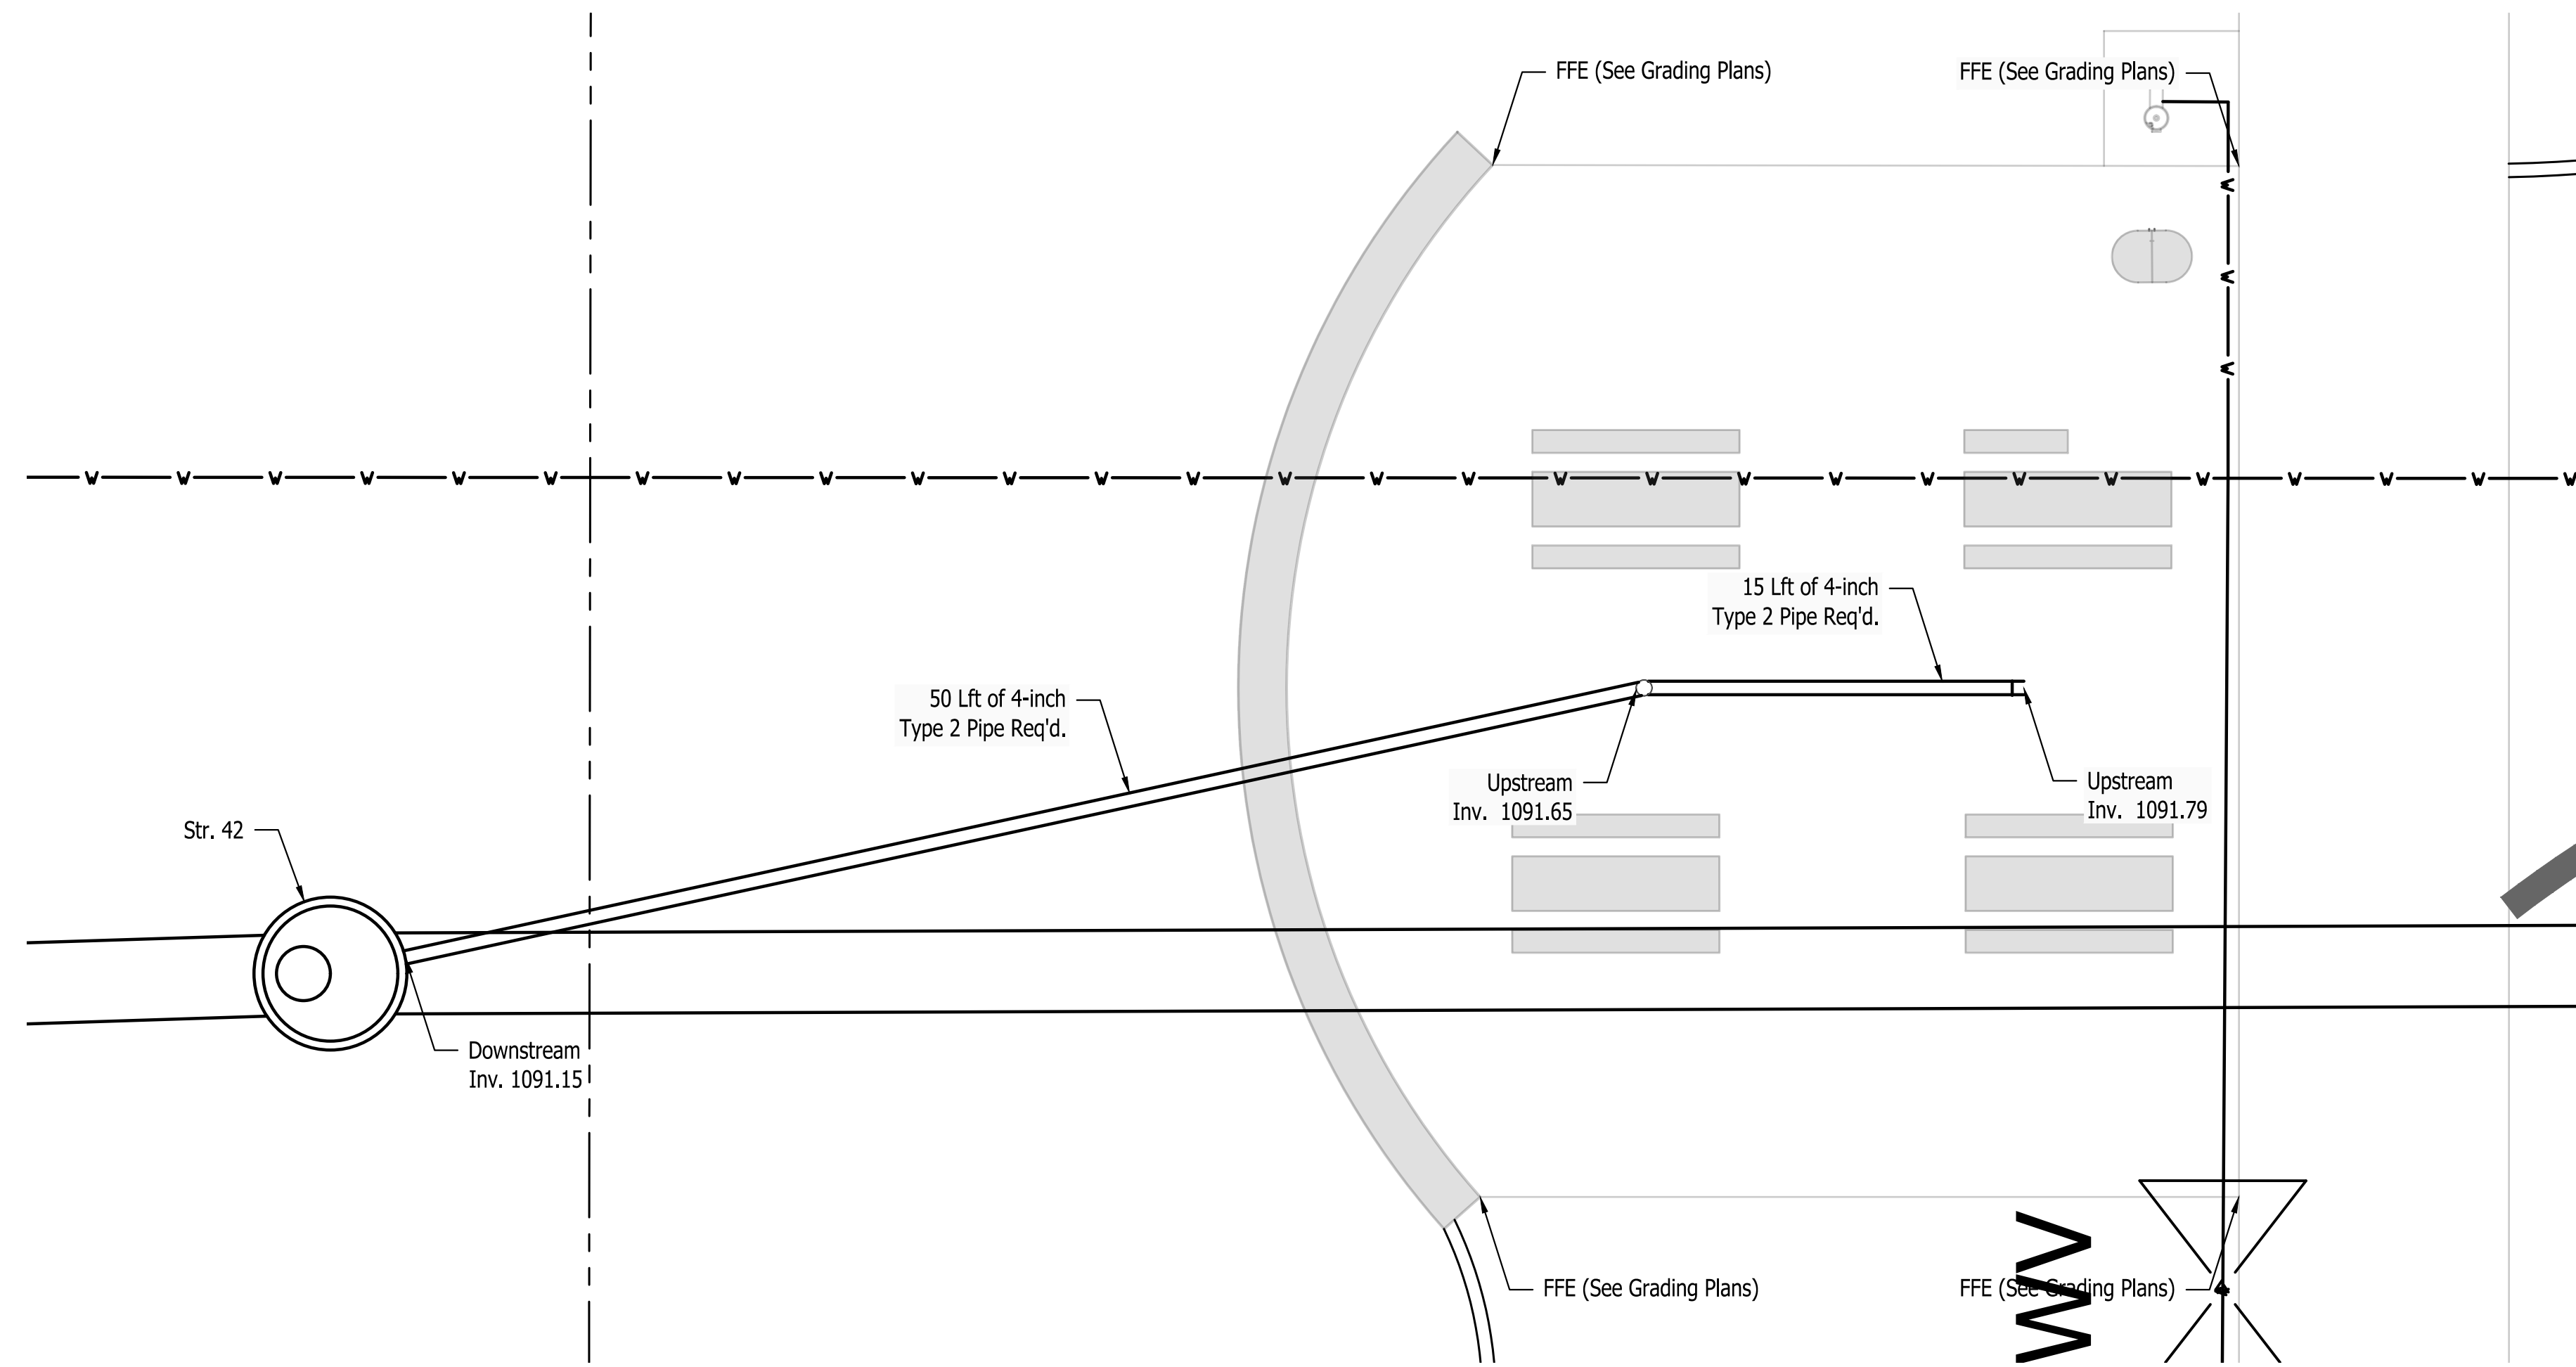 FFE (See Grading Plans)
FFE (See Grading Plans)
W W W W W W W W W W W W W W W W W W W W W W W W W W W W
15 Lft of 4-inch
Type 2 Pipe Req'd.
50 Lft of 4-inch
Type 2 Pipe Req'd.
Upstream
Inv. 1091.65
Upstream
Inv. 1091.79
Str. 42
Downstream
Inv. 1091.15
FFE (See Grading Plans)
FFE (See Grading Plans)
WV